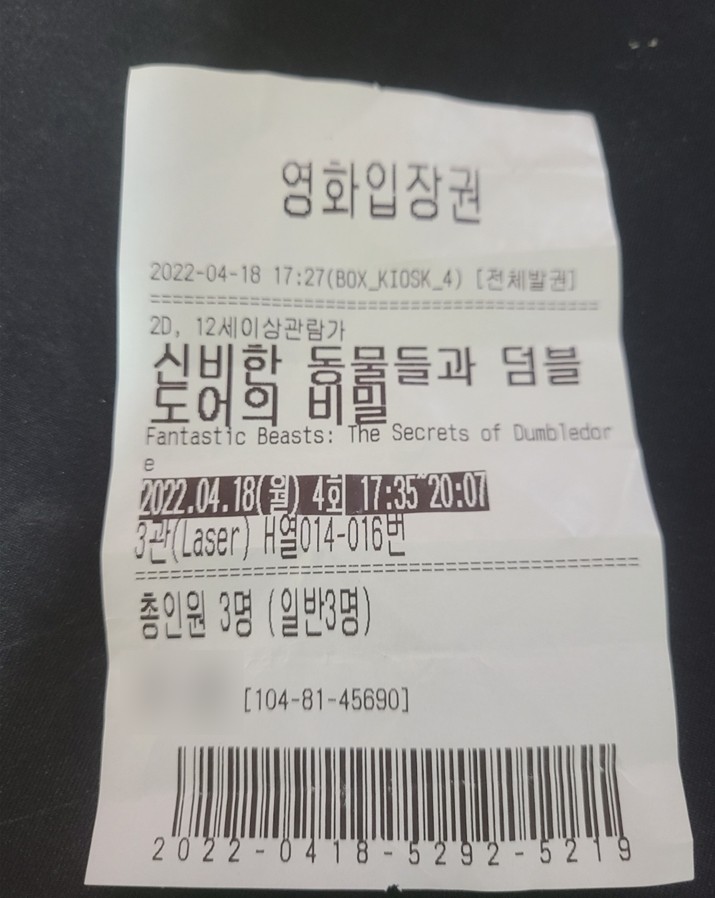 영화입장권
2022-04-18 17:27(BOX_KIOSK_4) [전체발권]
==================================================
2D, 12세이상관람가
신비한 동물들과 덤블
도어의 비밀
Fantastic Beasts: The Secrets of Dumbledor
e
2022.04.18(월) 4회 17:35~20:07
3관(Laser) H열014-016번
==================================================
총인원 3명 (일반3명)
[104-81-45690]
2022-0418-5292-5219